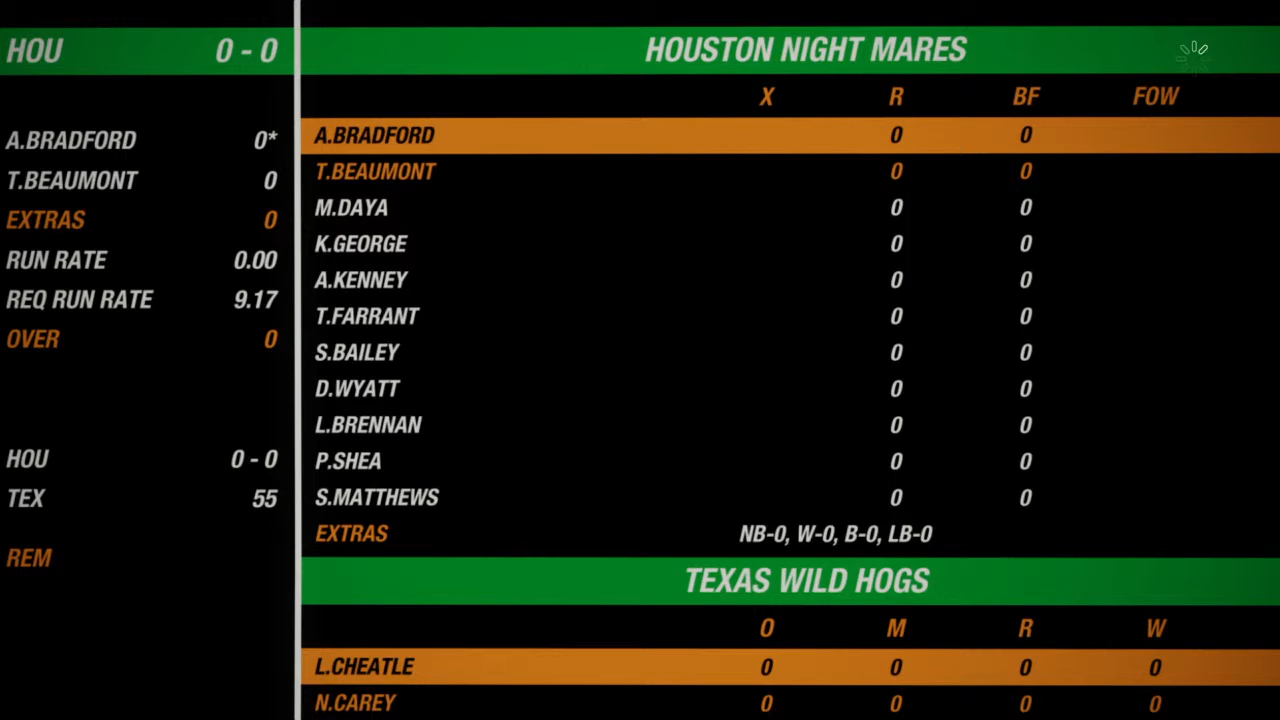 HOU 0 - 0
A.BRADFORD 0*
T.BEAUMONT 0
EXTRAS 0
RUN RATE 0.00
REQ RUN RATE 9.17
OVER 0
HOU 0 - 0
TEX 55
REM
HOUSTON NIGHT MARES
X R BF FOW
A.BRADFORD 0 0
T.BEAUMONT 0 0
M.DAYA 0 0
K.GEORGE 0 0
A.KENNEY 0 0
T.FARRANT 0 0
S.BAILEY 0 0
D.WYATT 0 0
L.BRENNAN 0 0
P.SHEA 0 0
S.MATTHEWS 0 0
EXTRAS NB-0, W-0, B-0, LB-0
TEXAS WILD HOGS
O M R W
L.CHEATLE 0 0 0 0
N.CAREY 0 0 0 0